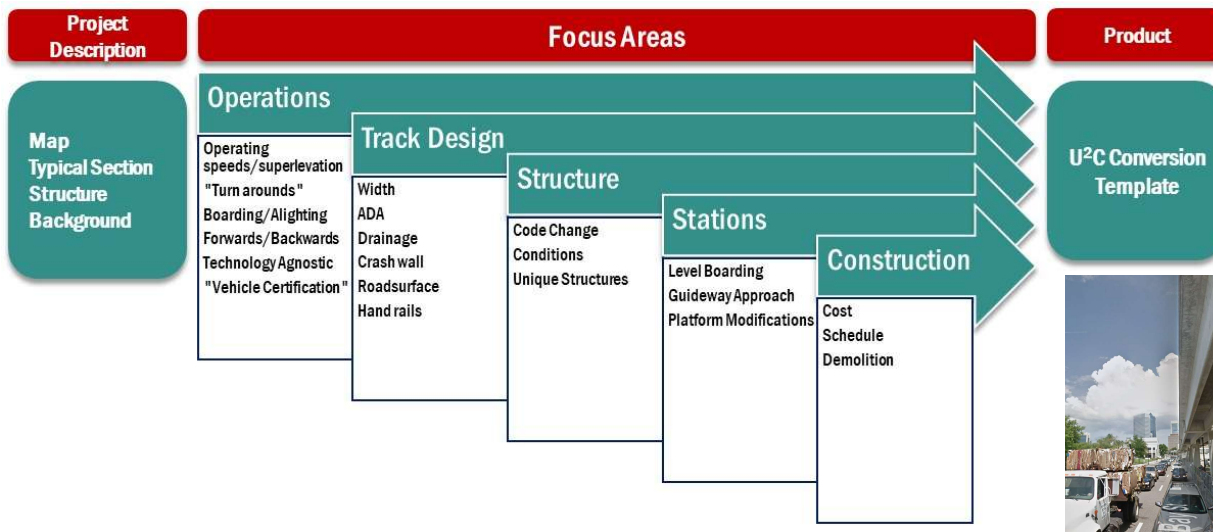 Project
Description
Focus Areas
Product
Map
Typical Section
Structure
Background
Operations
Operating
speeds/superlevation
"Turn arounds"
Boarding/Alighting
Forwards/Backwards
Technology Agnostic
"Vehicle Certification"
Track Design
Width
ADA
Drainage
Crash wall
Roadsurface
Hand rails
Structure
Code Change
Conditions
Unique Structures
Stations
Level Boarding
Guideway Approach
Platform Modifications
Construction
Cost
Schedule
Demolition
U²C Conversion
Template